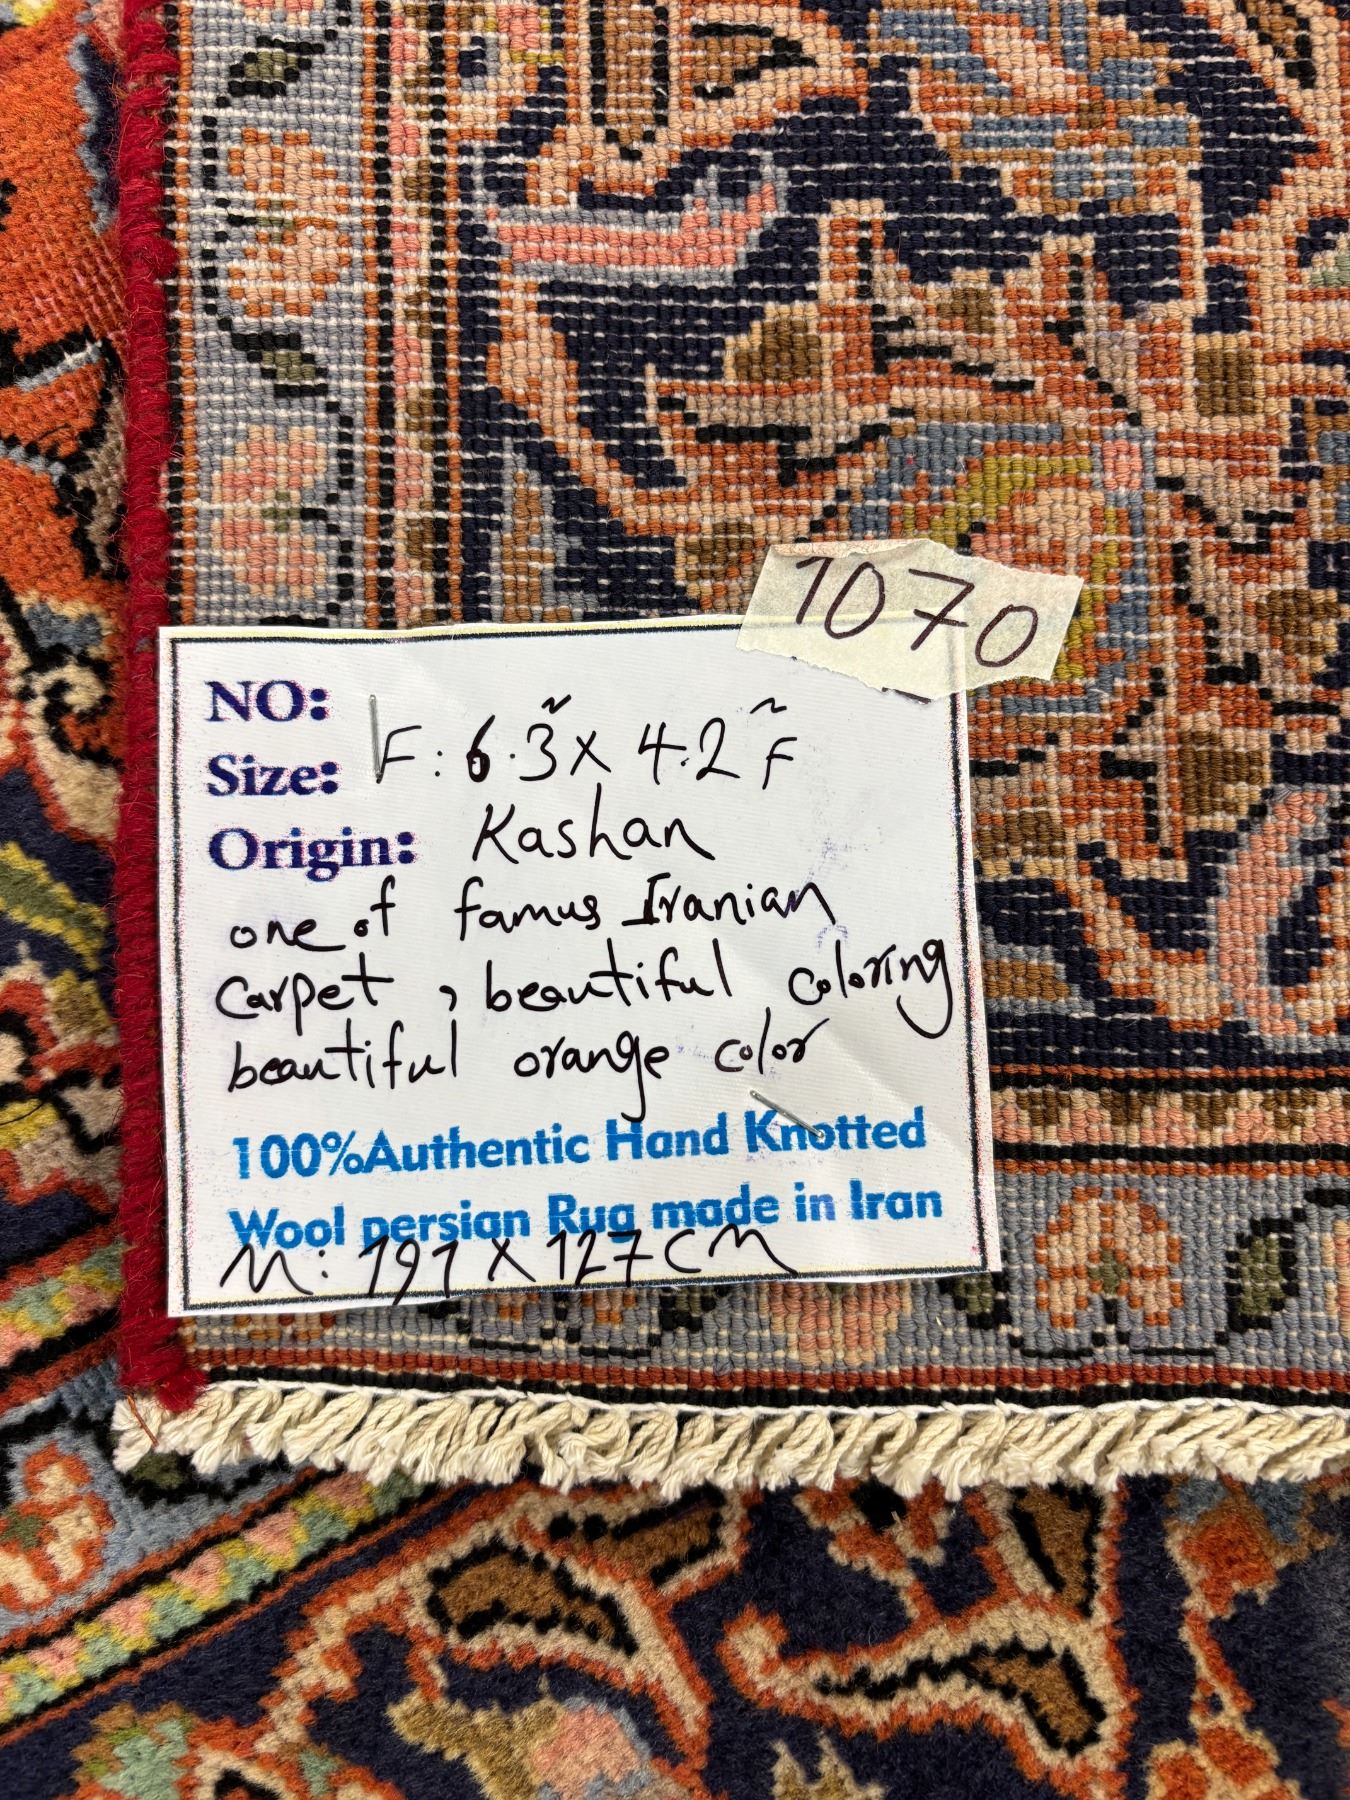 1070
NO:
Size: F: 6.3~ x 4.2~ F
Origin: Kashan
one of famus Iranian
carpet, beautiful coloring
beautiful orange color
100%Authentic Hand Knotted
Wool persian Rug made in Iran
M: 191 x 127 cm